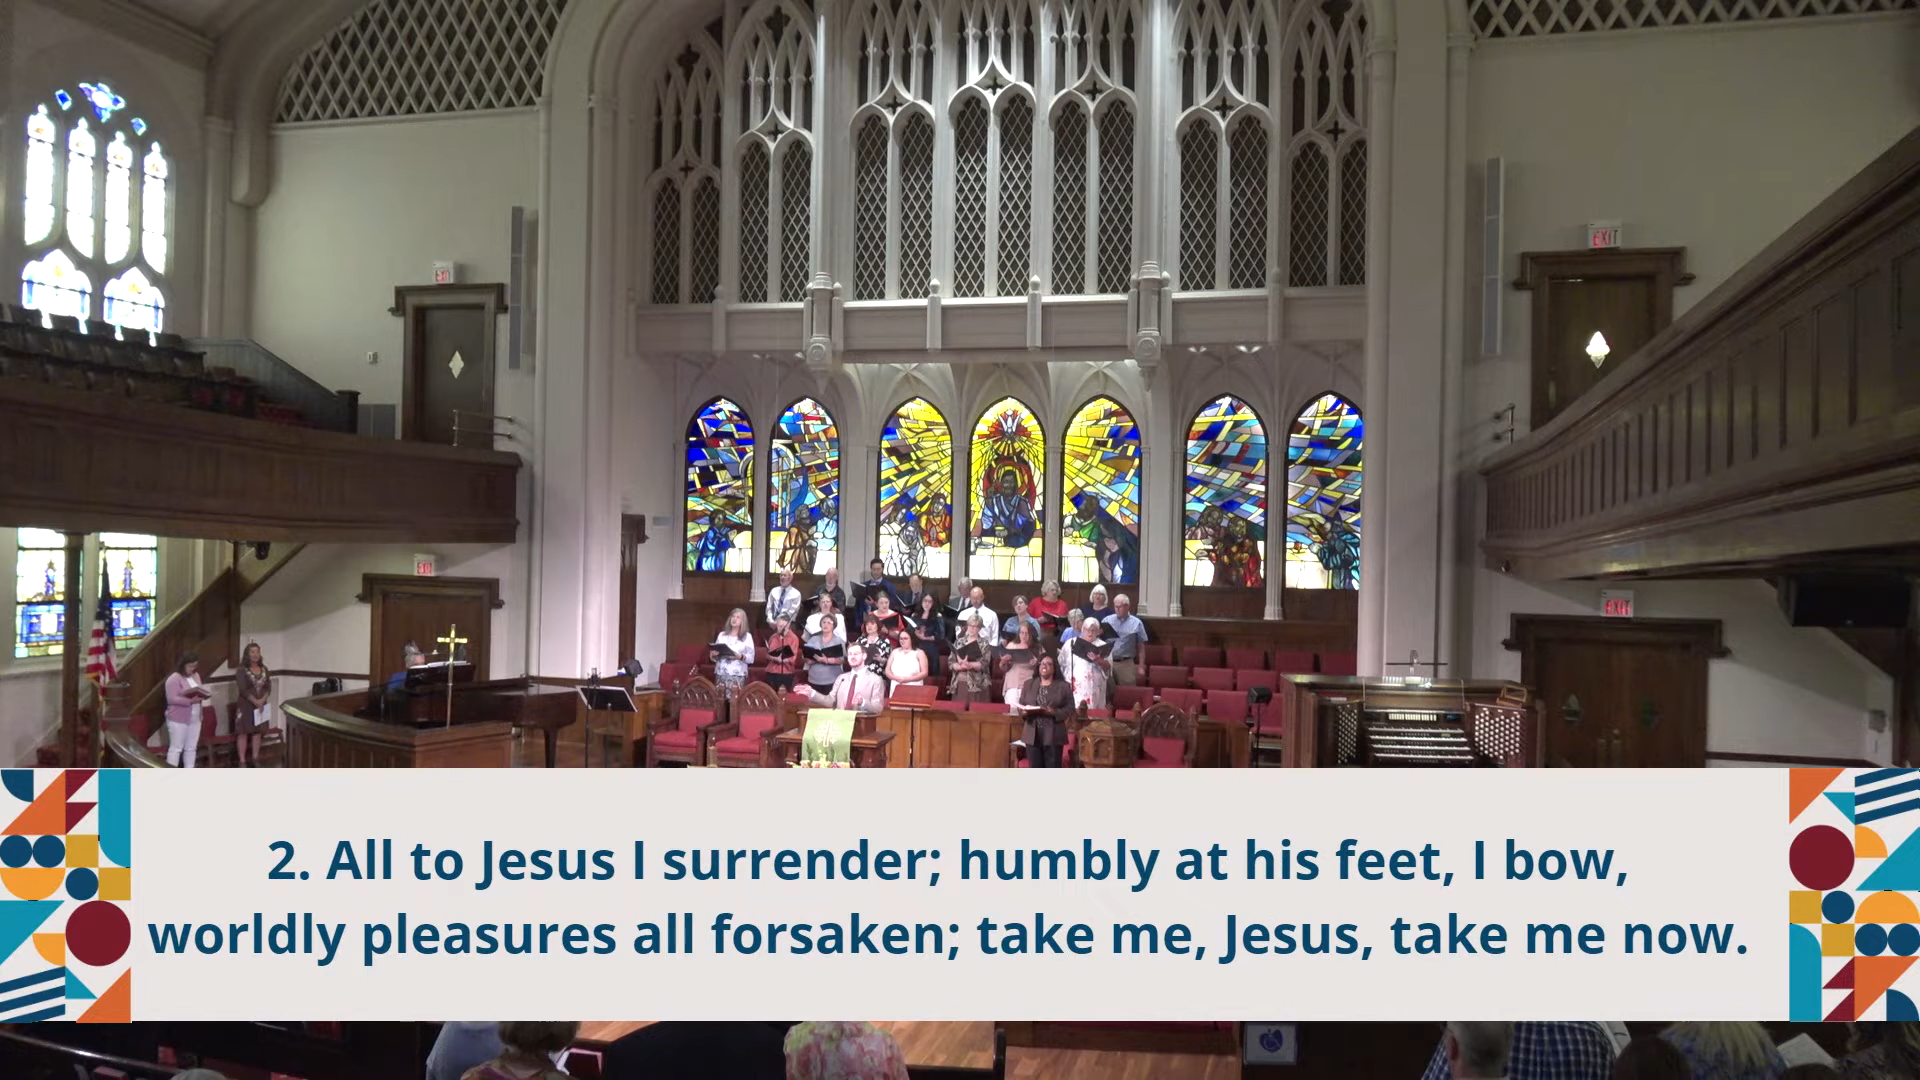 EXIT
EXIT
EXIT
EXIT
2. All to Jesus I surrender; humbly at his feet, I bow,
worldly pleasures all forsaken; take me, Jesus, take me now.